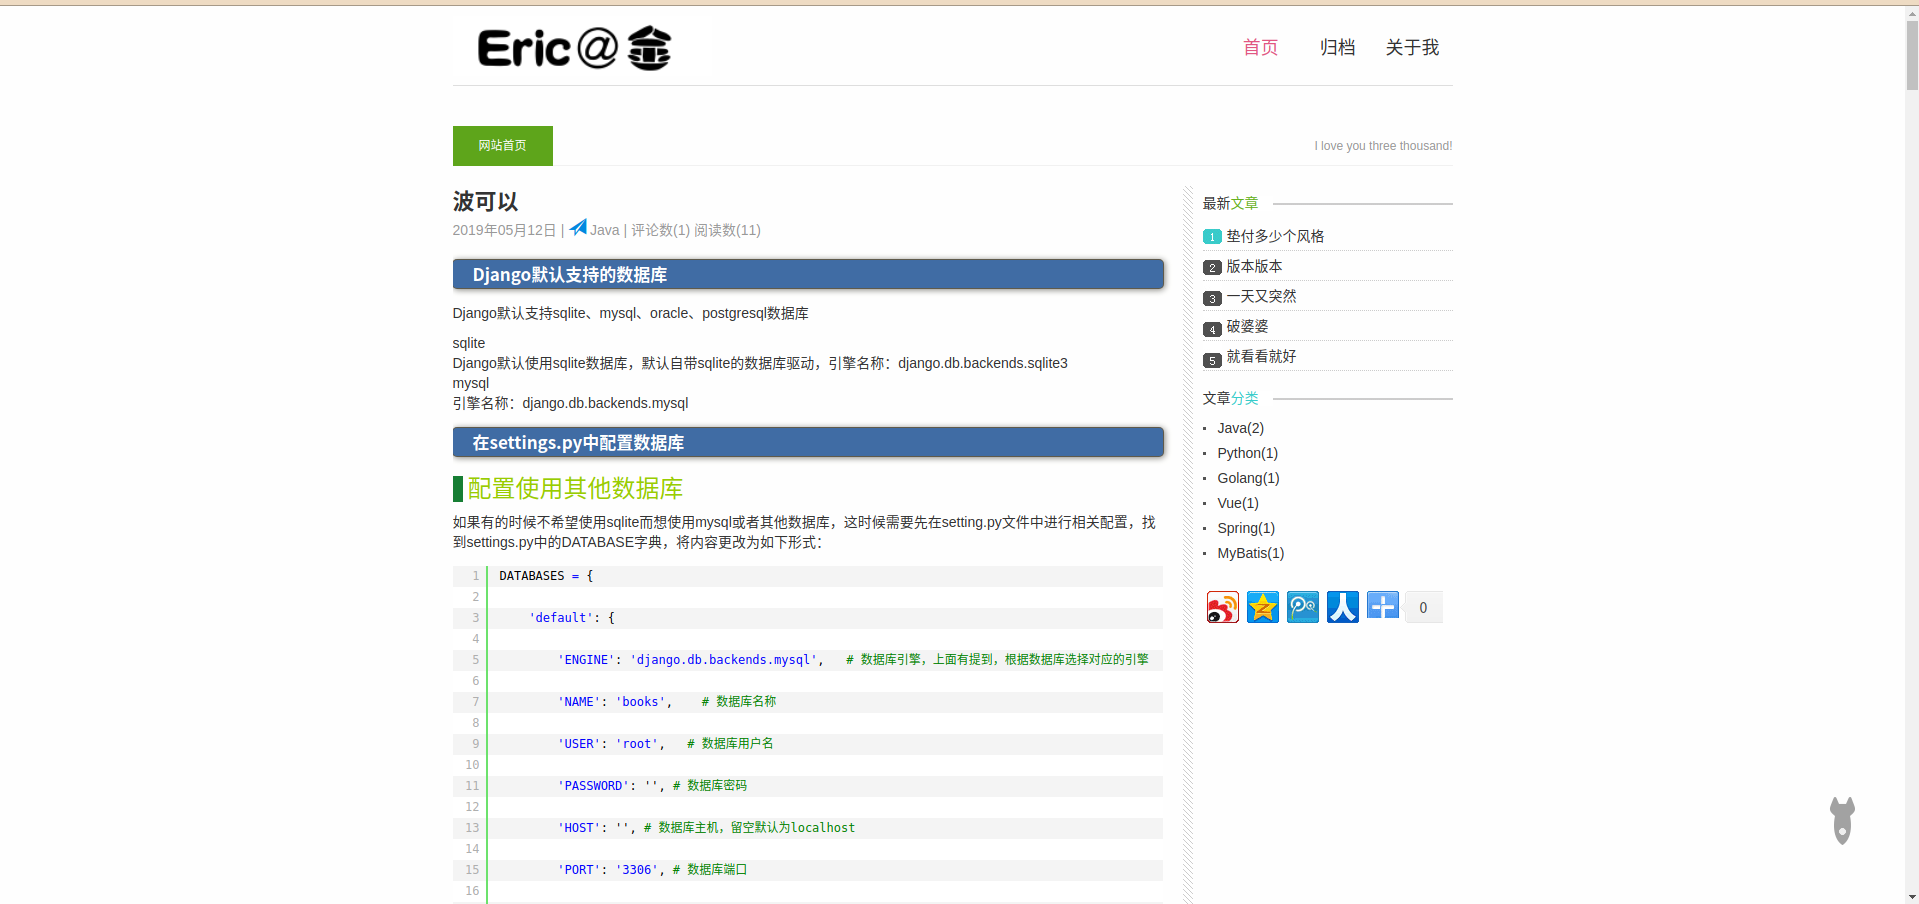 Eric@金
首页 归档 关于我
网站首页
I love you three thousand!
波可以
2019年05月12日 | Java | 评论数(1) 阅读数(11)
Django默认支持的数据库
Django默认支持sqlite、mysql、oracle、postgresql数据库
sqlite
Django默认使用sqlite数据库，默认自带sqlite的数据库驱动，引擎名称：django.db.backends.sqlite3
mysql
引擎名称：django.db.backends.mysql
在settings.py中配置数据库
配置使用其他数据库
如果有的时候不希望使用sqlite而想使用mysql或者其他数据库，这时候需要先在setting.py文件中进行相关配置，找
到settings.py中的DATABASE字典，将内容更改为如下形式：
1 DATABASES = {
2
3 'default': {
4
5 'ENGINE': 'django.db.backends.mysql', # 数据库引擎，上面有提到，根据数据库选择对应的引擎
6
7 'NAME': 'books', # 数据库名称
8
9 'USER': 'root', # 数据库用户名
10
11 'PASSWORD': '', # 数据库密码
12
13 'HOST': '', # 数据库主机，留空默认为localhost
14
15 'PORT': '3306', # 数据库端口
16
最新文章
1 垫付多少个风格
2 版本版本
3 一天又突然
4 破婆婆
5 就看看就好
文章分类
Java(2)
Python(1)
Golang(1)
Vue(1)
Spring(1)
MyBatis(1)
0